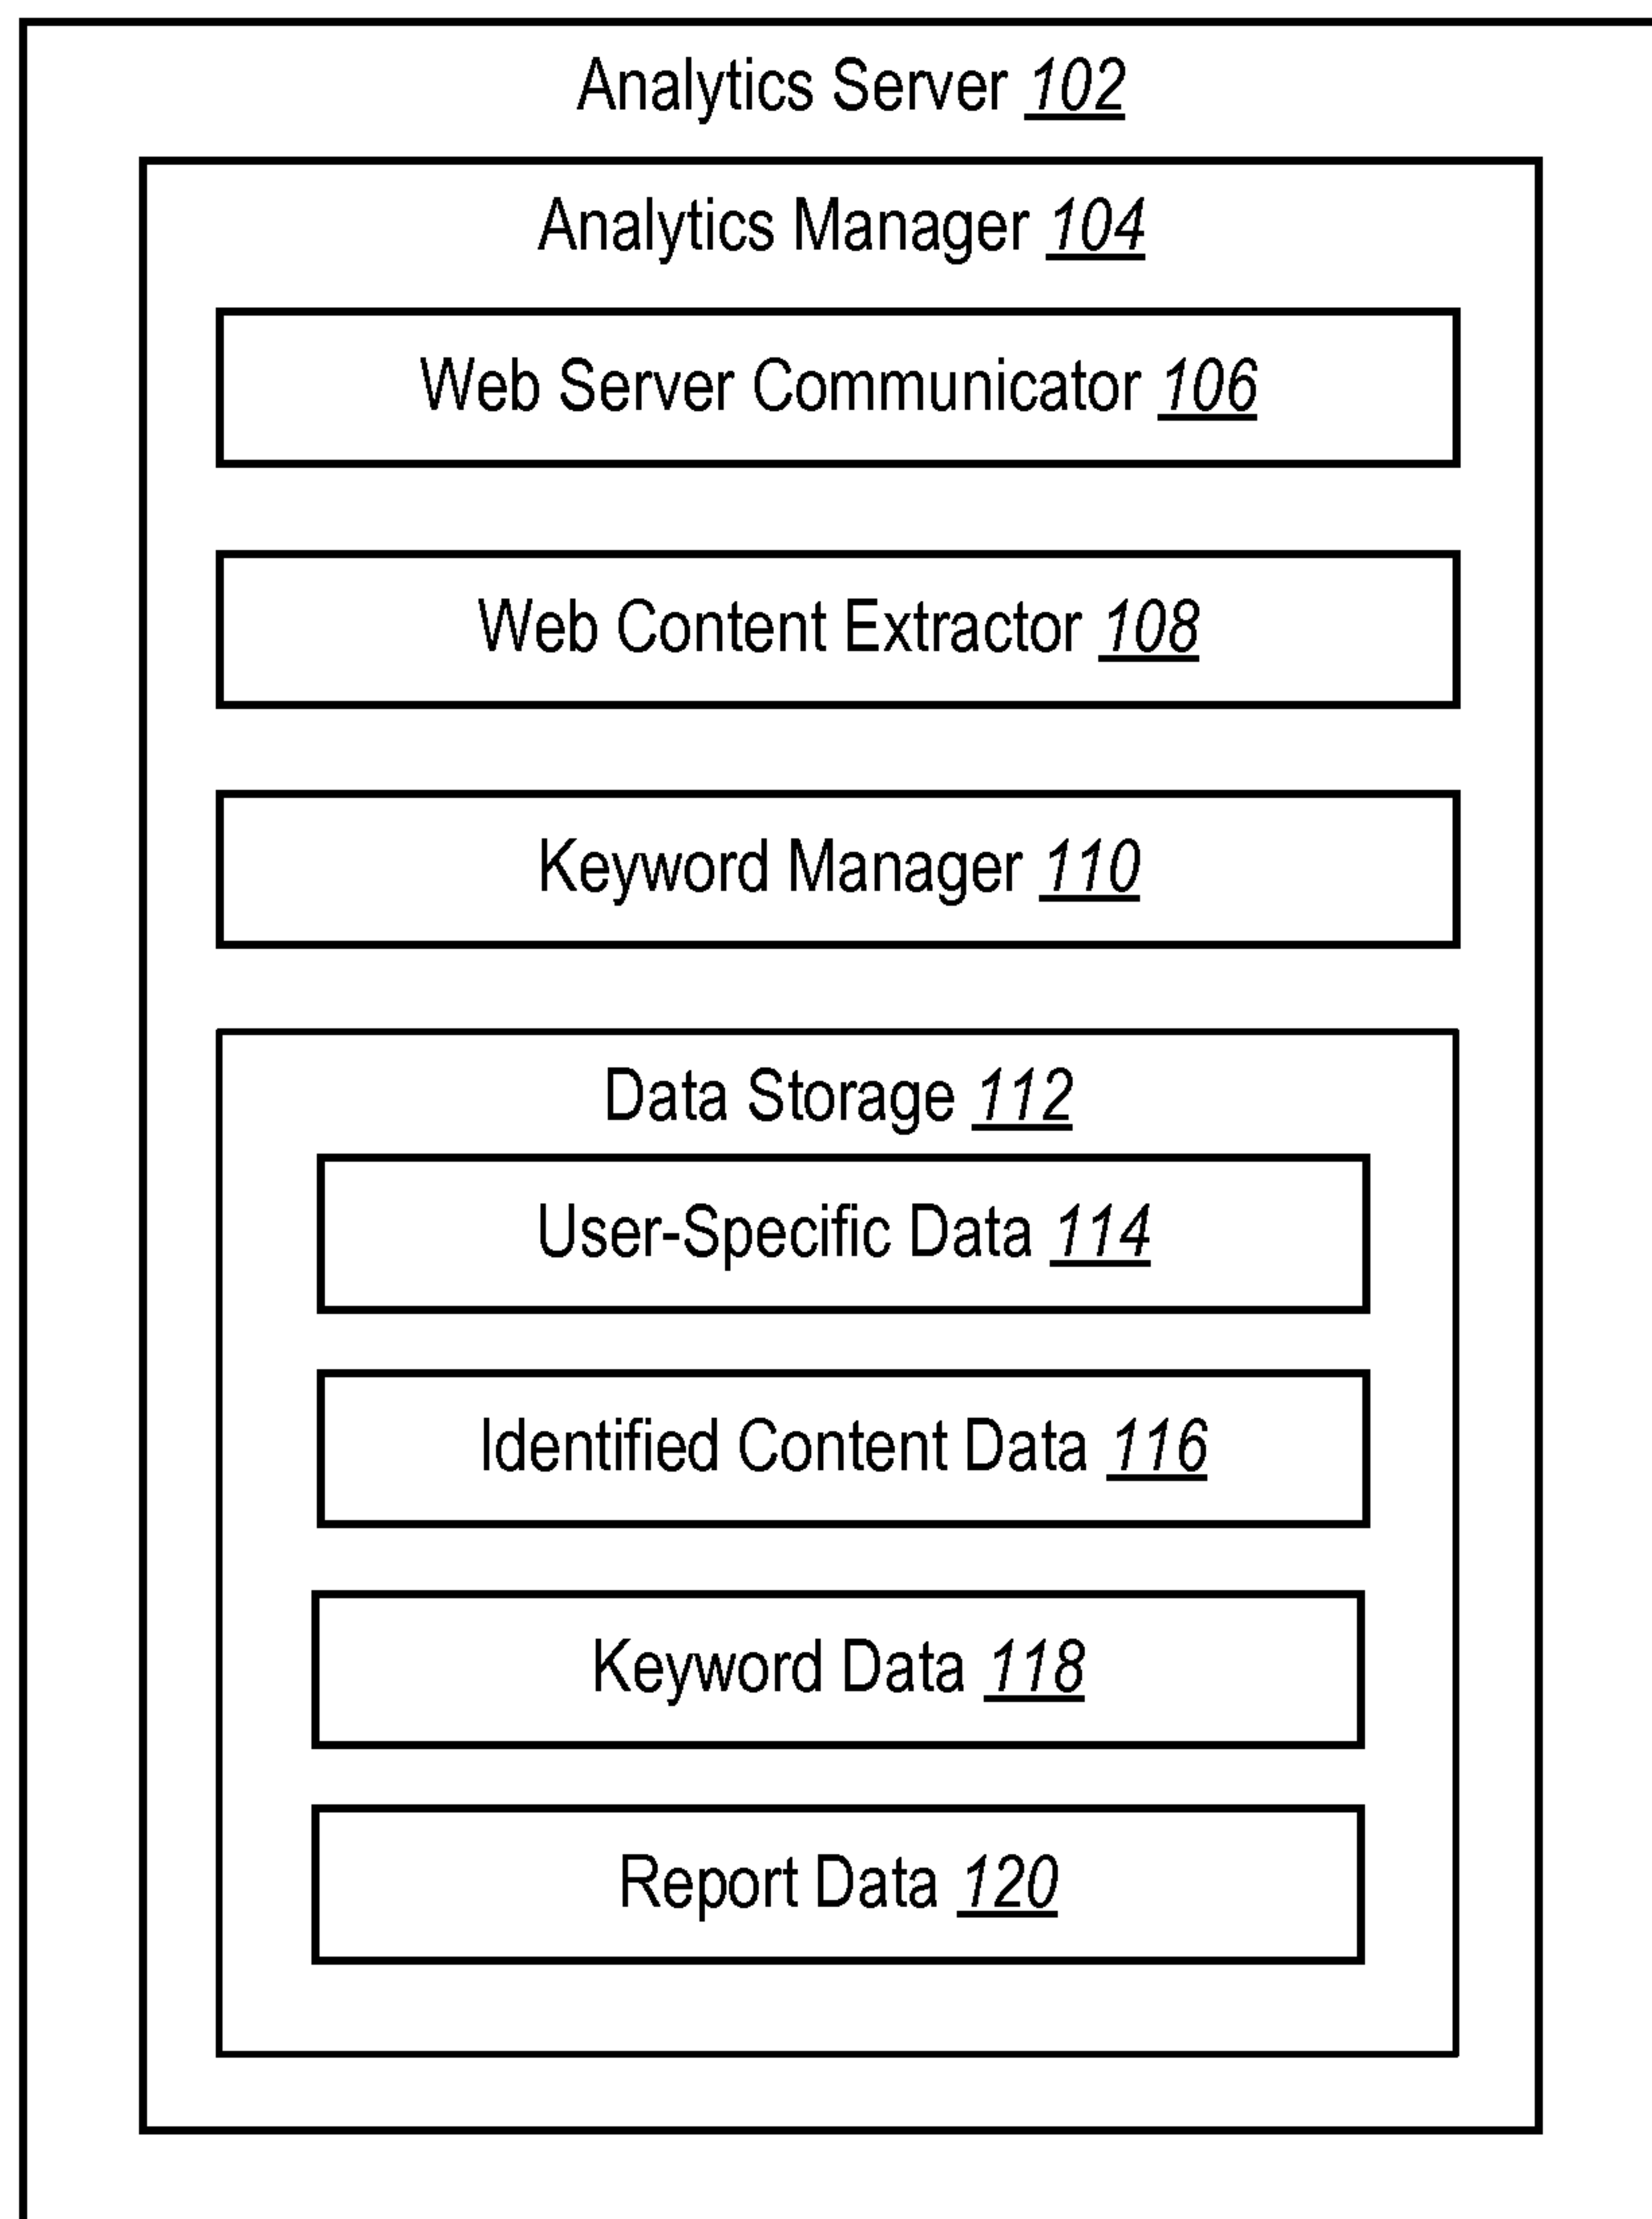 Analytics Server 102
Analytics Manager 104
Web Server Communicator 106
Web Content Extractor 108
Keyword Manager 110
Data Storage 112
User-Specific Data 114
Identified Content Data 116
Keyword Data 118
Report Data 120